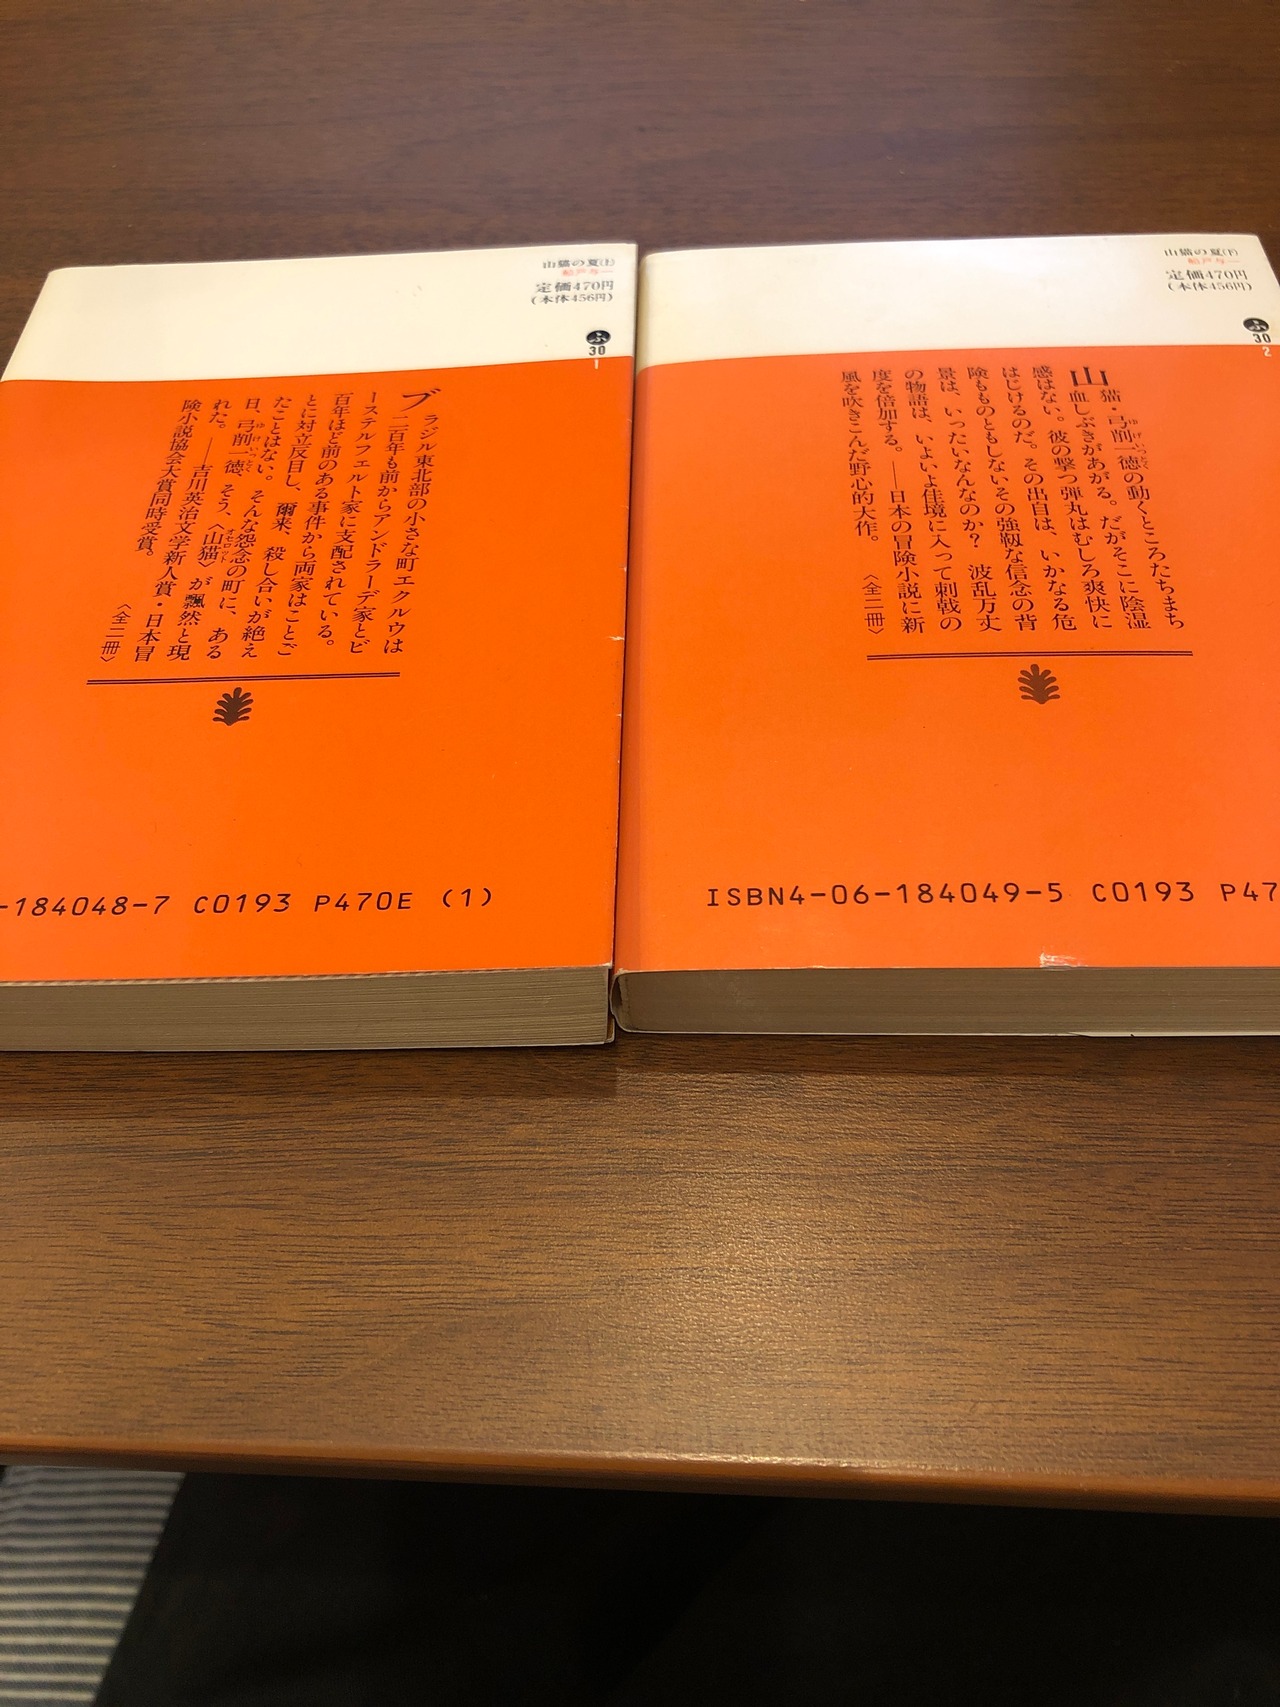 山猫の夏(上)
船戸与一
定価470円
(本体456円)
ふ
30
1
ブラジル東北部の小さな町エクルウは
二百年も前からアンドラーデ家とビ
ーステルフェルト家に支配されている。
百年ほど前のある事件から両家はことご
とに対立反目し、爾来、殺し合いが絶え
たことはない。そんな怨念の町に、ある
日、弓削一徳、そう、〈山猫〉が飄然と現
ゆげいっとく
オセロット
れた。――吉川英治文学新人賞・日本冒
険小説協会大賞同時受賞。
〈全二冊〉
-184048-7 C0193 P470E (1)
山猫の夏(下)
船戸与一
定価470円
(本体456円)
ふ
30
2
山猫・弓削一徳の動くところたちまち
ゆげいっとく
血しぶきがあがる。だがそこに陰湿
感はない。彼の撃つ弾丸はむしろ爽快に
はじけるのだ。その出自は、いかなる危
険もものともしないその強靱な信念の背
景は、いったいなんなのか? 波乱万丈
の物語は、いよいよ佳境に入って刺戟の
度を倍加する。――日本の冒険小説に新
風を吹きこんだ野心的大作。
〈全二冊〉
ISBN4-06-184049-5 C0193 P47